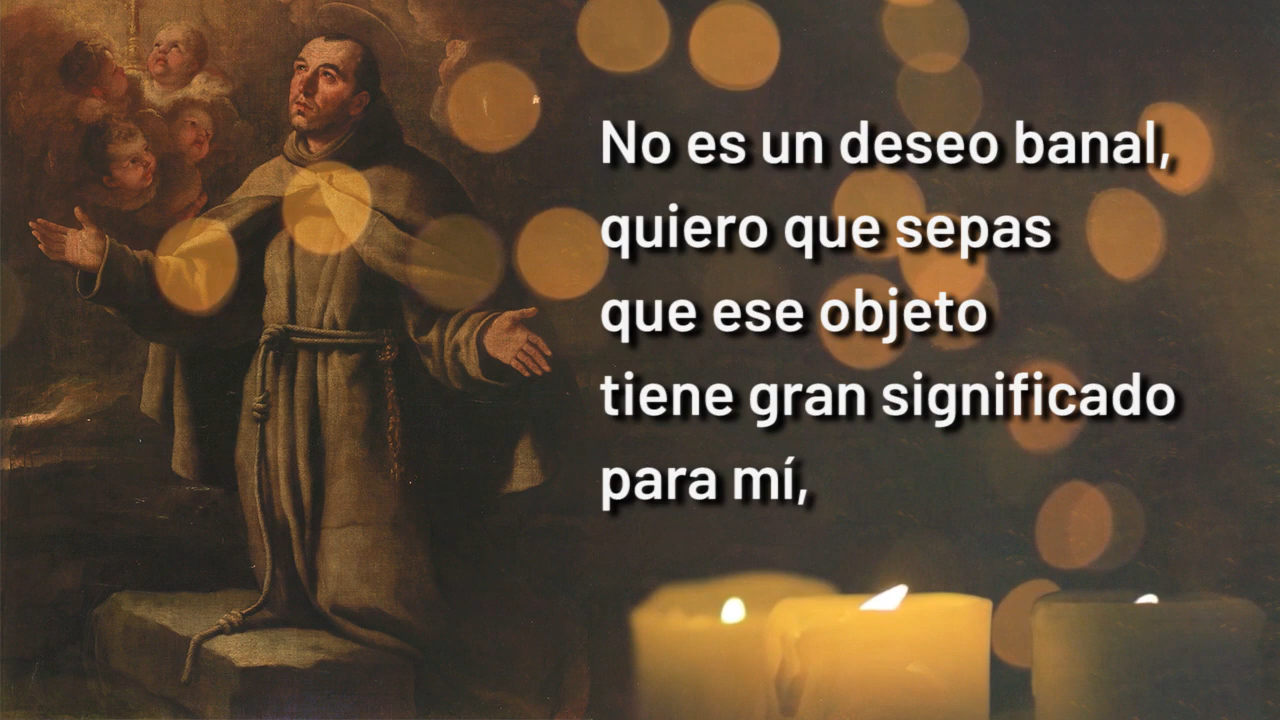 No es un deseo banal,
quiero que sepas
que ese objeto
tiene gran significado
para mí,